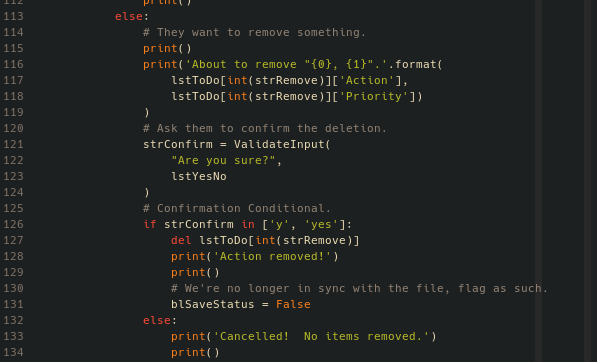 112                 print()
113             else:
114                 # They want to remove something.
115                 print()
116                 print('About to remove "{0}, {1}".'.format(
117                     lstToDo[int(strRemove)]['Action'],
118                     lstToDo[int(strRemove)]['Priority'])
119                 )
120                 # Ask them to confirm the deletion.
121                 strConfirm = ValidateInput(
122                     "Are you sure?",
123                     lstYesNo
124                 )
125                 # Confirmation Conditional.
126                 if strConfirm in ['y', 'yes']:
127                     del lstToDo[int(strRemove)]
128                     print('Action removed!')
129                     print()
130                     # We're no longer in sync with the file, flag as such.
131                     blSaveStatus = False
132                 else:
133                     print('Cancelled!  No items removed.')
134                     print()